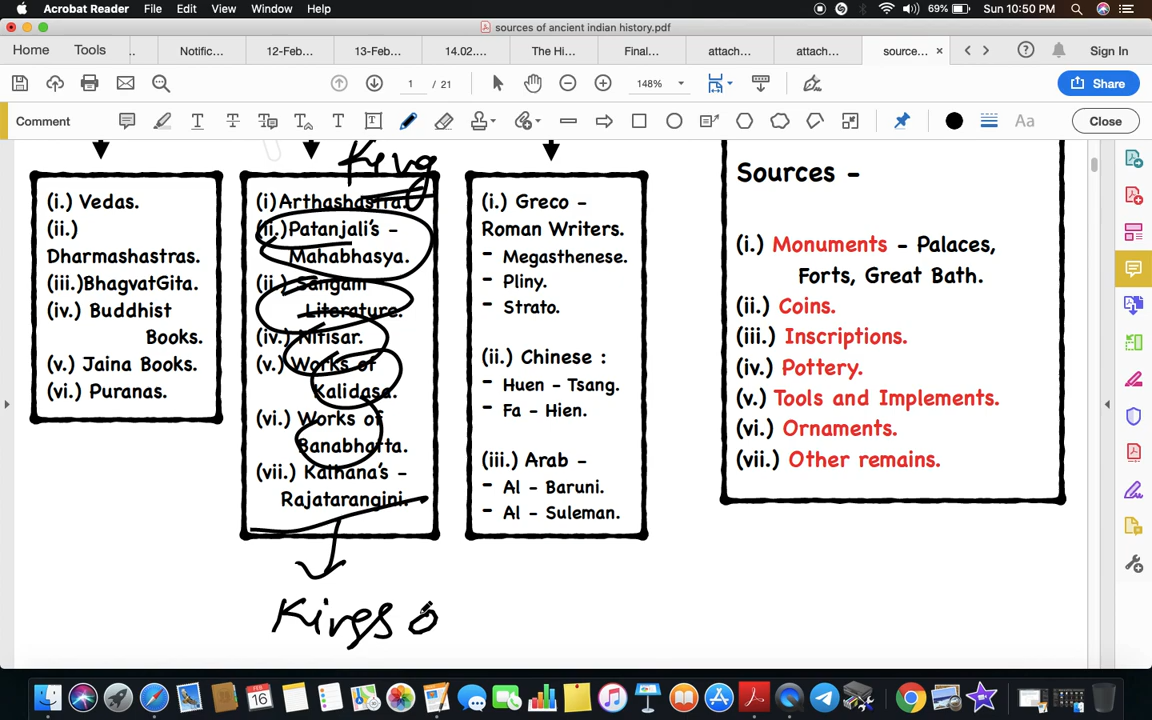 Acrobat Reader File Edit View Window Help
69% Sun 10:50 PM
sources of ancient indian history.pdf
Home Tools .. Notific... 12-Feb... 13-Feb... 14.02.... The Hi... Final... attach... attach... source... × Sign In
1 / 21 148% Share
Comment Aa Close
King
(i.) Vedas.
(ii.)
Dharmashastras.
(iii.)BhagvatGita.
(iv.) Buddhist
Books.
(v.) Jaina Books.
(vi.) Puranas.
(i)Arthashastra.
(ii.)Patanjali's -
Mahabhasya.
(ii.) Sangam
Literature.
(iv.) Nitisar.
(v.) Works of
Kalidasa.
(vi.) Works of
Banabhatta.
(vii.) Kalhana's -
Rajatarangini.
Kings o
(i.) Greco -
Roman Writers.
- Megasthenese.
- Pliny.
- Strato.
(ii.) Chinese :
- Huen - Tsang.
- Fa - Hien.
(iii.) Arab -
- Al - Baruni.
- Al - Suleman.
Sources -
(i.) Monuments - Palaces,
Forts, Great Bath.
(ii.) Coins.
(iii.) Inscriptions.
(iv.) Pottery.
(v.) Tools and Implements.
(vi.) Ornaments.
(vii.) Other remains.
FEB
16